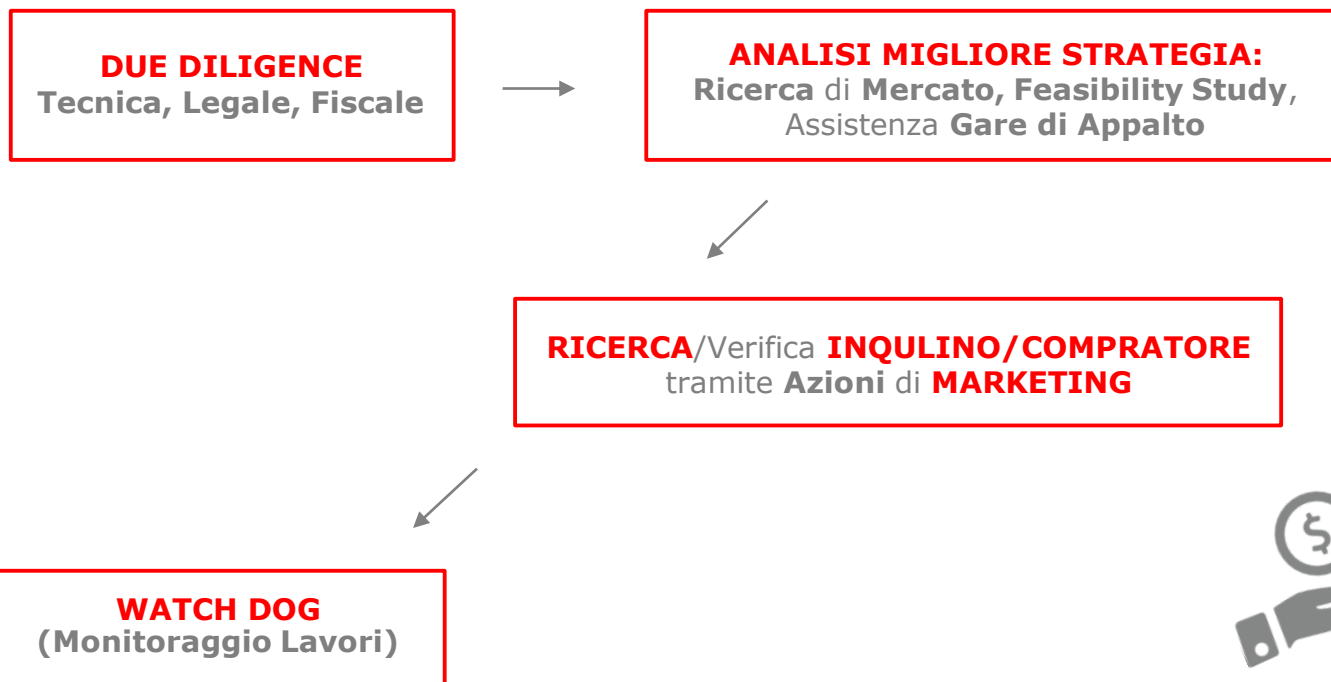 DUE DILIGENCE
Tecnica, Legale, Fiscale
ANALISI MIGLIORE STRATEGIA:
Ricerca di Mercato, Feasibility Study,
Assistenza Gare di Appalto
RICERCA/Verifica INQULINO/COMPRATORE
tramite Azioni di MARKETING
WATCH DOG
(Monitoraggio Lavori)
$